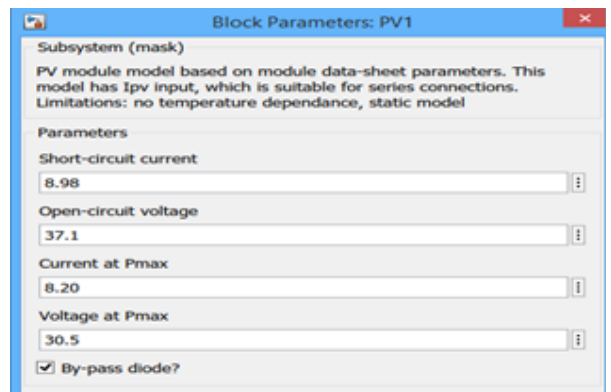 Block Parameters: PV1
Subsystem (mask)
PV module model based on module data-sheet parameters. This
model has Ipv input, which is suitable for series connections.
Limitations: no temperature dependance, static model
Parameters
Short-circuit current
8.98
Open-circuit voltage
37.1
Current at Pmax
8.20
Voltage at Pmax
30.5
By-pass diode?